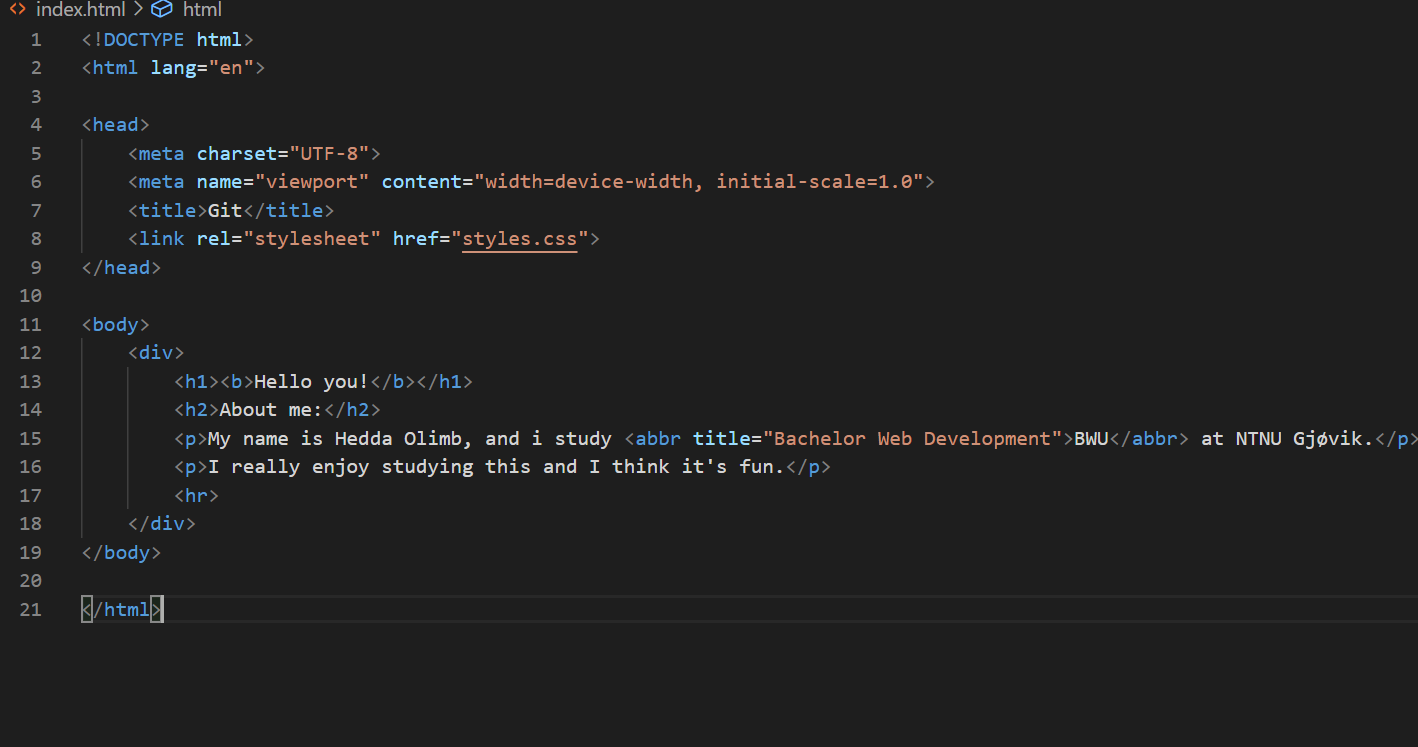 index.html > html
1 <!DOCTYPE html>
2 <html lang="en">
3
4 <head>
5     <meta charset="UTF-8">
6     <meta name="viewport" content="width=device-width, initial-scale=1.0">
7     <title>Git</title>
8     <link rel="stylesheet" href="styles.css">
9 </head>
10
11 <body>
12     <div>
13         <h1><b>Hello you!</b></h1>
14         <h2>About me:</h2>
15         <p>My name is Hedda Olimb, and i study <abbr title="Bachelor Web Development">BWU</abbr> at NTNU Gjøvik.</p>
16         <p>I really enjoy studying this and I think it's fun.</p>
17         <hr>
18     </div>
19 </body>
20
21 </html>